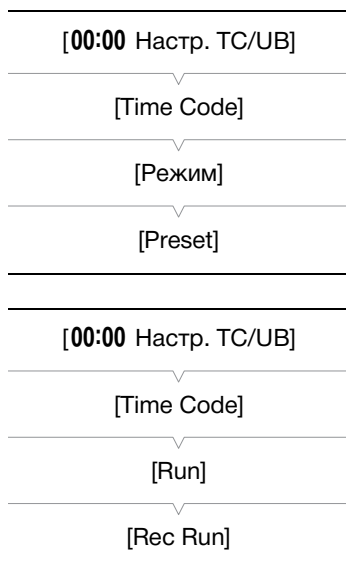 [00:00 Настр. TC/UB]
[Time Code]
[Режим]
[Preset]
[00:00 Настр. TC/UB]
[Time Code]
[Run]
[Rec Run]